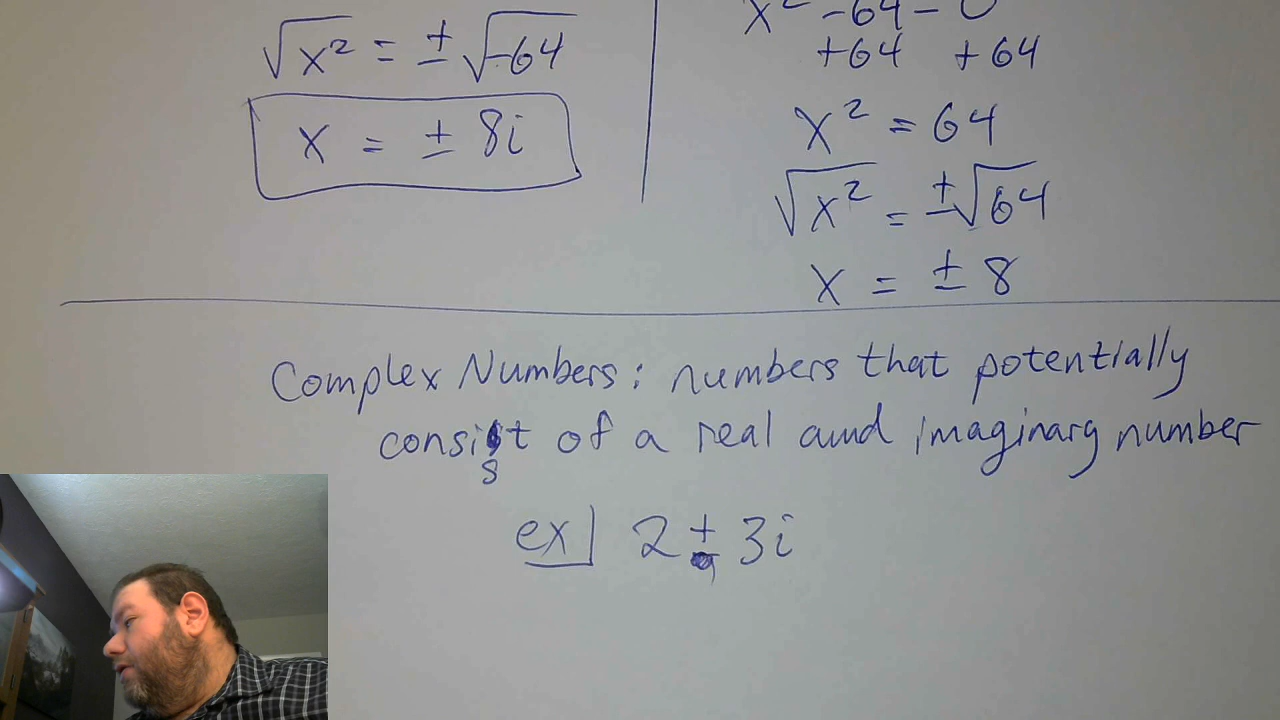 √x² = ± √-64
x = ± 8i
x² - 64 = 0
+64 +64
x² = 64
√x² = ±√64
x = ± 8
Complex Numbers: numbers that potentially
consist of a real and imaginary number
ex| 2 + 3i